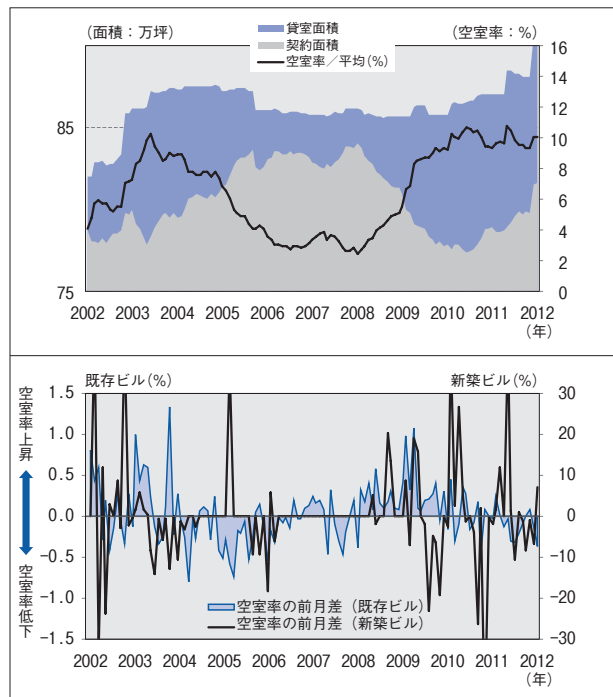 (面積：万坪)
(空室率：%)
貸室面積
契約面積
空室率／平均(%)
85
75
16
14
12
10
8
6
4
2
0
2002 2003 2004 2005 2006 2007 2008 2009 2010 2011 2012
(年)
既存ビル(%)
新築ビル(%)
空室率上昇
空室率低下
1.5
1.0
0.5
0.0
−0.5
−1.0
−1.5
30
20
10
0
−10
−20
−30
空室率の前月差（既存ビル）
空室率の前月差（新築ビル）
2002 2003 2004 2005 2006 2007 2008 2009 2010 2011 2012
(年)